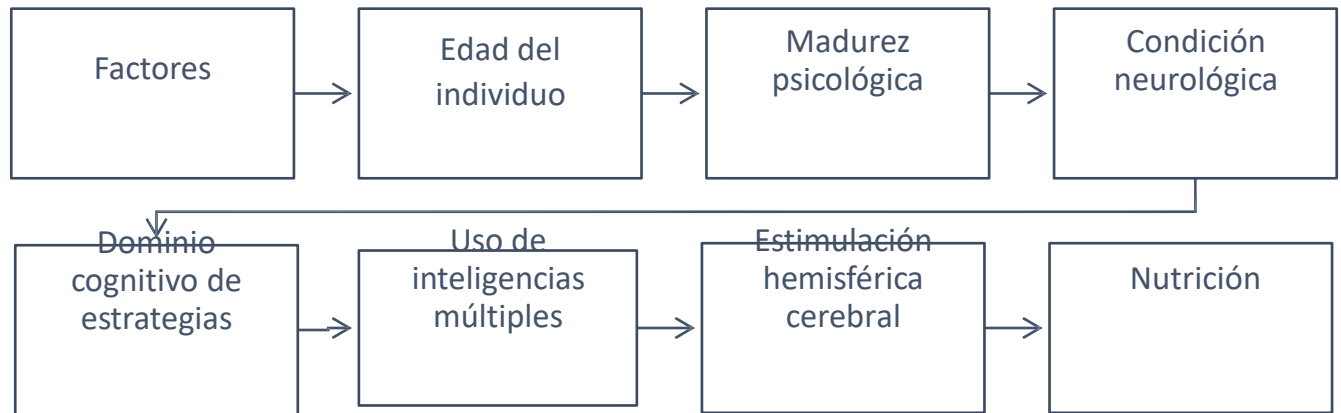 Factores
Edad del
individuo
Madurez
psicológica
Condición
neurológica
Dominio
cognitivo de
estrategias
Uso de
inteligencias
múltiples
Estimulación
hemisférica
cerebral
Nutrición